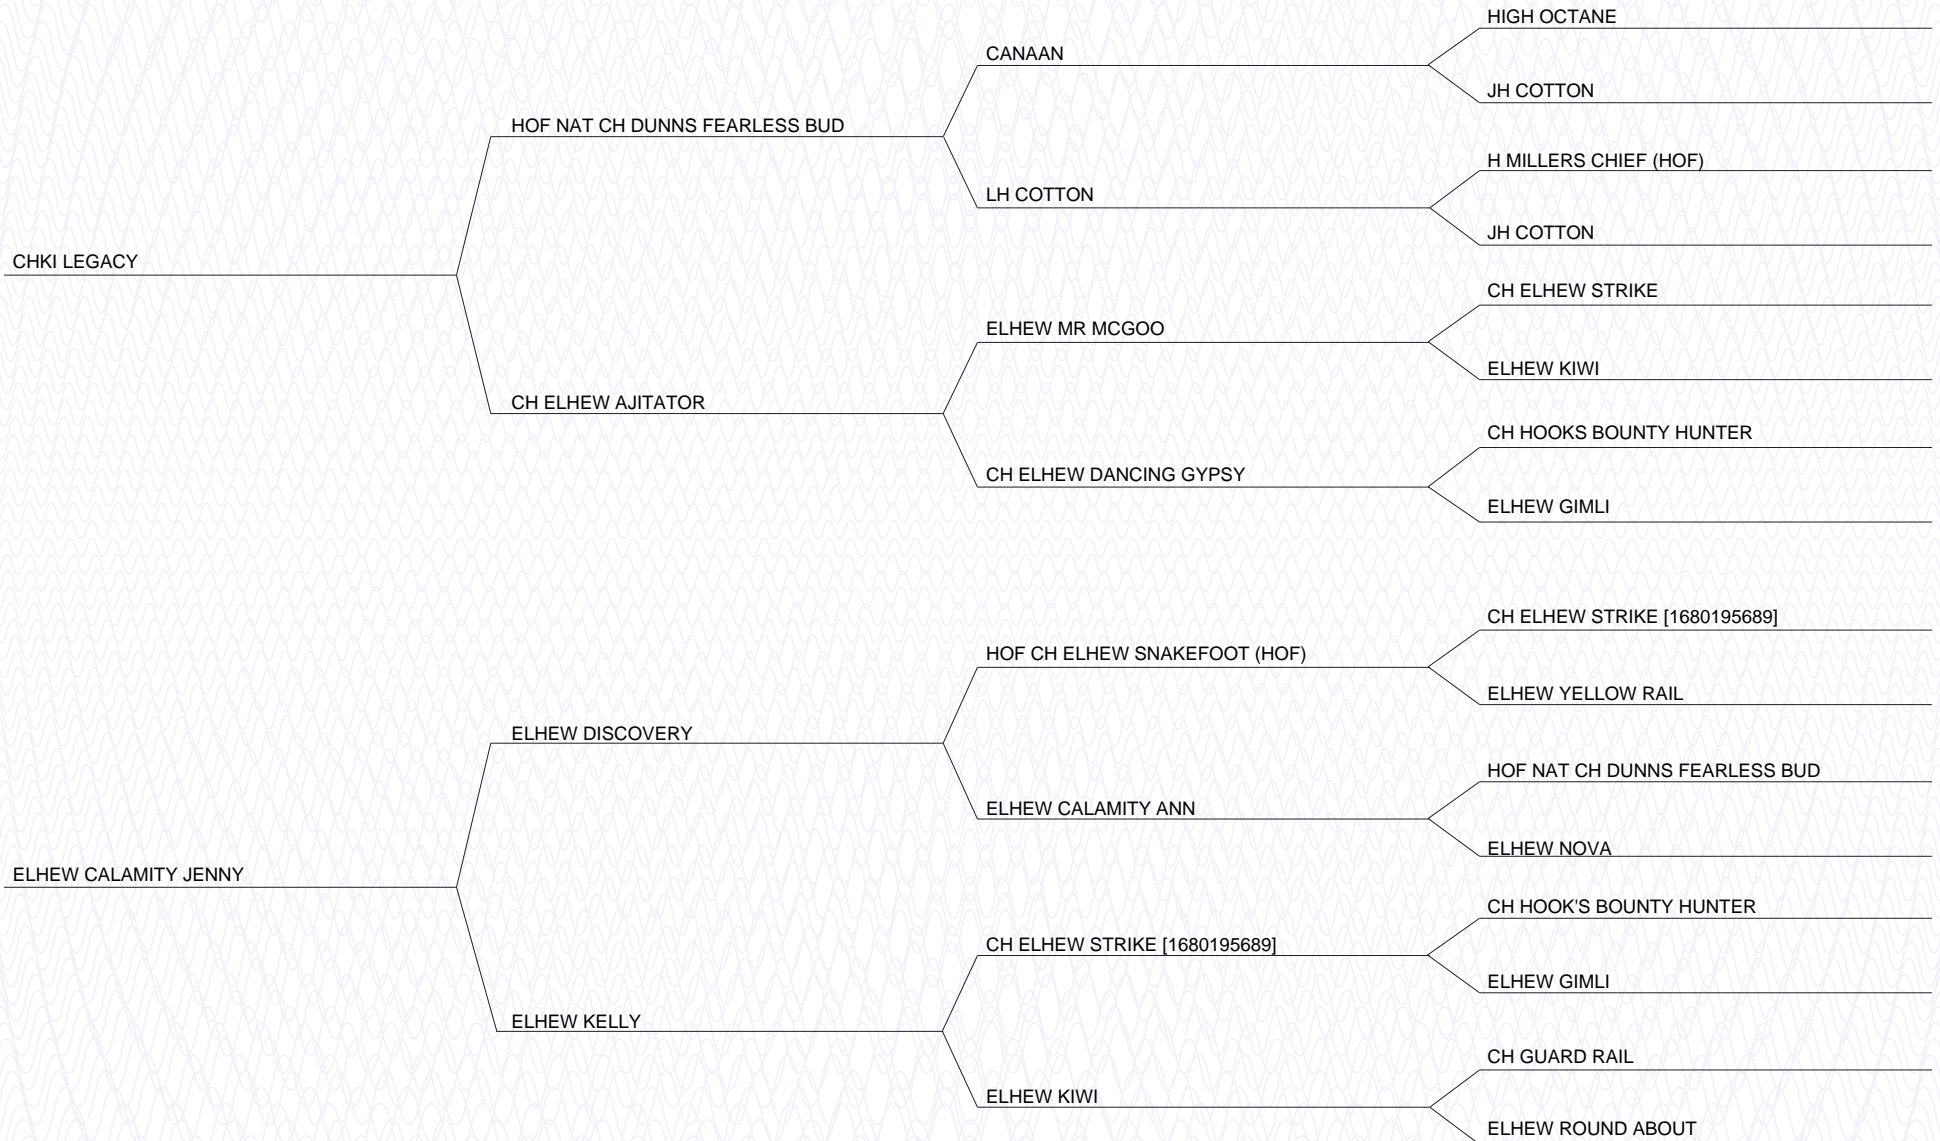 HIGH OCTANE
CANAAN
JH COTTON
HOF NAT CH DUNNS FEARLESS BUD
H MILLERS CHIEF (HOF)
LH COTTON
JH COTTON
CHKI LEGACY
CH ELHEW STRIKE
ELHEW MR MCGOO
ELHEW KIWI
CH ELHEW AJITATOR
CH HOOKS BOUNTY HUNTER
CH ELHEW DANCING GYPSY
ELHEW GIMLI
CH ELHEW STRIKE [1680195689]
HOF CH ELHEW SNAKEFOOT (HOF)
ELHEW YELLOW RAIL
ELHEW DISCOVERY
HOF NAT CH DUNNS FEARLESS BUD
ELHEW CALAMITY ANN
ELHEW NOVA
ELHEW CALAMITY JENNY
CH HOOK'S BOUNTY HUNTER
CH ELHEW STRIKE [1680195689]
ELHEW GIMLI
ELHEW KELLY
CH GUARD RAIL
ELHEW KIWI
ELHEW ROUND ABOUT